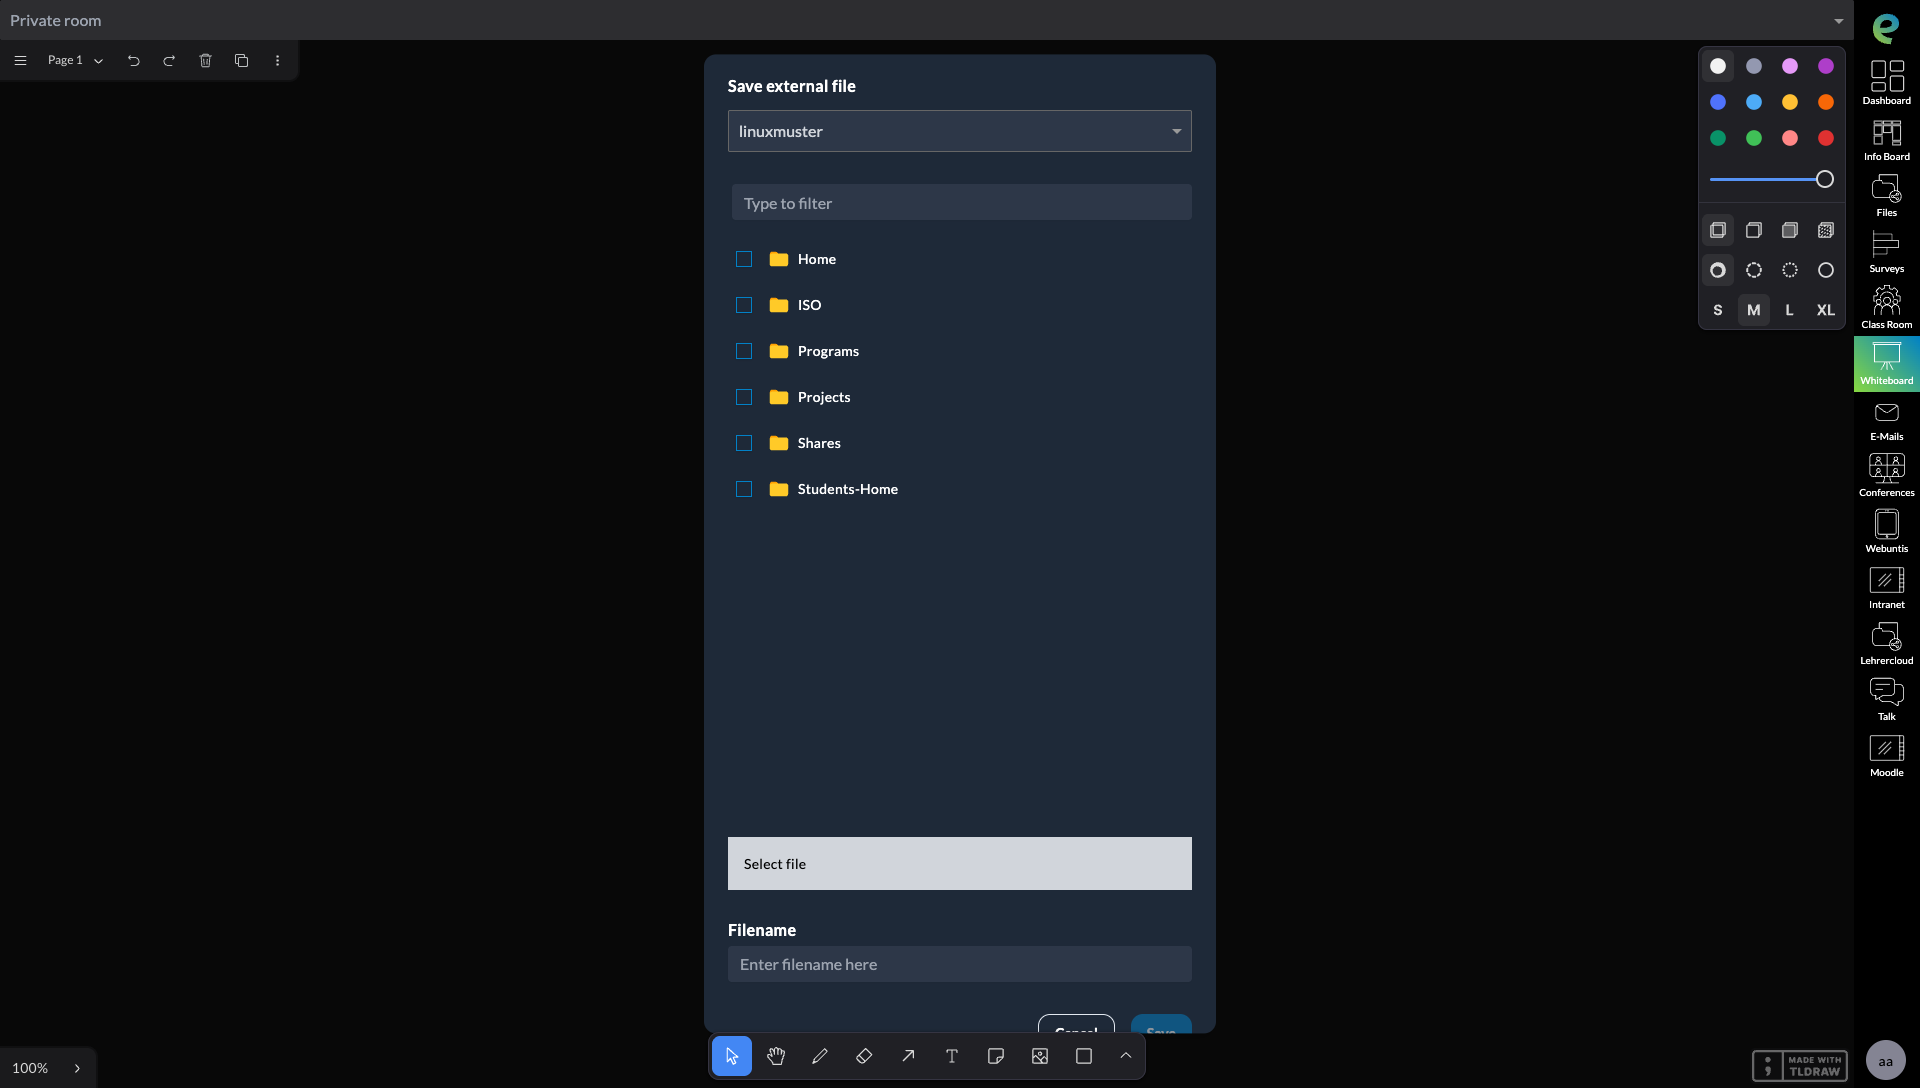 Private room
Page 1
Save external file
linuxmuster
Type to filter
Home
ISO
Programs
Projects
Shares
Students-Home
Select file
Filename
Enter filename here
Cancel
Save
100%
S M L XL
Dashboard
Info Board
Files
Surveys
Class Room
Whiteboard
E-Mails
Conferences
Webuntis
Intranet
Lehrercloud
Talk
Moodle
MADE WITH
TLDRAW
aa